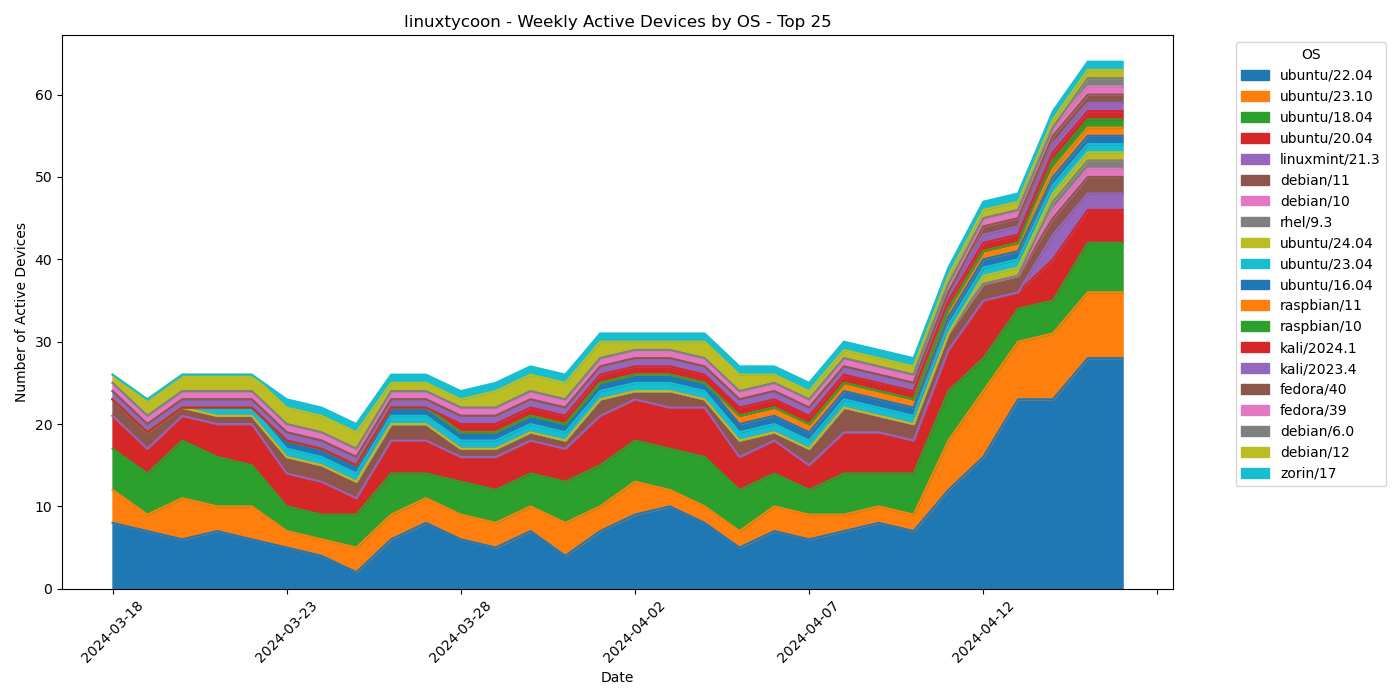 linuxtycoon - Weekly Active Devices by OS - Top 25
Number of Active Devices
60
50
40
30
20
10
0
2024-03-18
2024-03-23
2024-03-28
2024-04-02
2024-04-07
2024-04-12
Date
OS
ubuntu/22.04
ubuntu/23.10
ubuntu/18.04
ubuntu/20.04
linuxmint/21.3
debian/11
debian/10
rhel/9.3
ubuntu/24.04
ubuntu/23.04
ubuntu/16.04
raspbian/11
raspbian/10
kali/2024.1
kali/2023.4
fedora/40
fedora/39
debian/6.0
debian/12
zorin/17